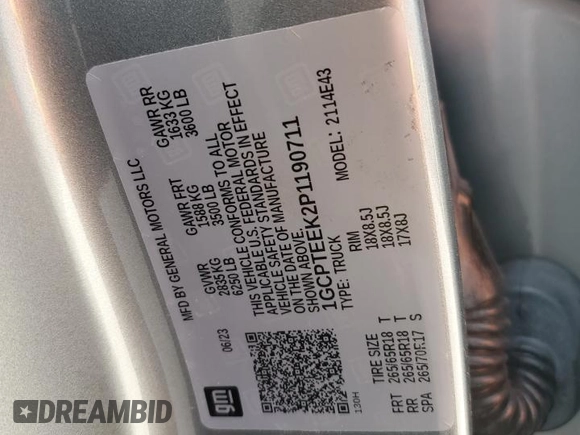 MFD BY GENERAL MOTORS LLC
06/23
GVWR
2835 KG
6250 LB
GAWR FRT
1588 KG
3500 LB
GAWR RR
1633 KG
3600 LB
THIS VEHICLE CONFORMS TO ALL
APPLICABLE U.S. FEDERAL MOTOR
VEHICLE SAFETY STANDARDS IN EFFECT
ON THE DATE OF MANUFACTURE
SHOWN ABOVE.
1GCPTEEK2P1190711
TYPE: TRUCK
MODEL: 2114E43
gm
130H
TIRE SIZE RIM
FRT 265/65R18 T 18X8.5J
RR 265/65R18 T 18X8.5J
SPA 265/70R17 S 17X8J
DREAMBID